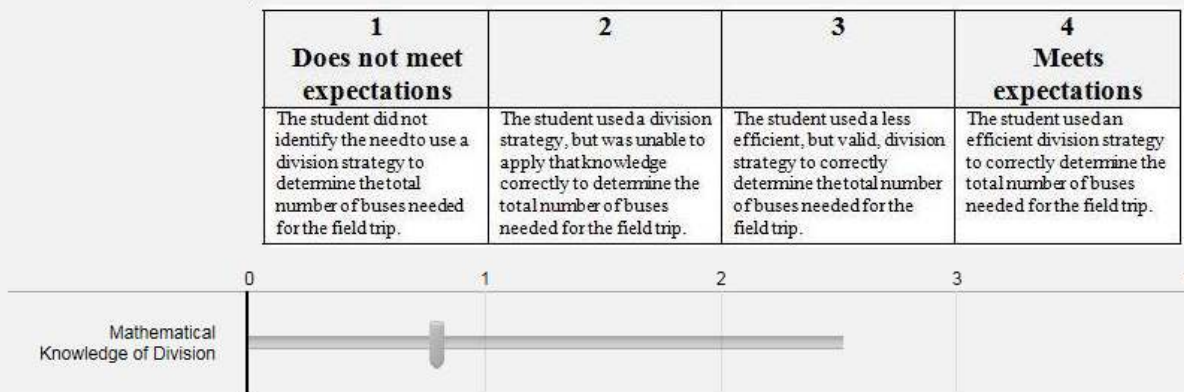 1
Does not meet
expectations
2
3
4
Meets
expectations
The student did not
identify the need to use a
division strategy to
determine the total
number of buses needed
for the field trip.
The student used a division
strategy, but was unable to
apply that knowledge
correctly to determine the
total number of buses
needed for the field trip.
The student used a less
efficient, but valid, division
strategy to correctly
determine the total number
of buses needed for the
field trip.
The student used an
efficient division strategy
to correctly determine the
total number of buses
needed for the field trip.
0 1 2 3
Mathematical
Knowledge of Division